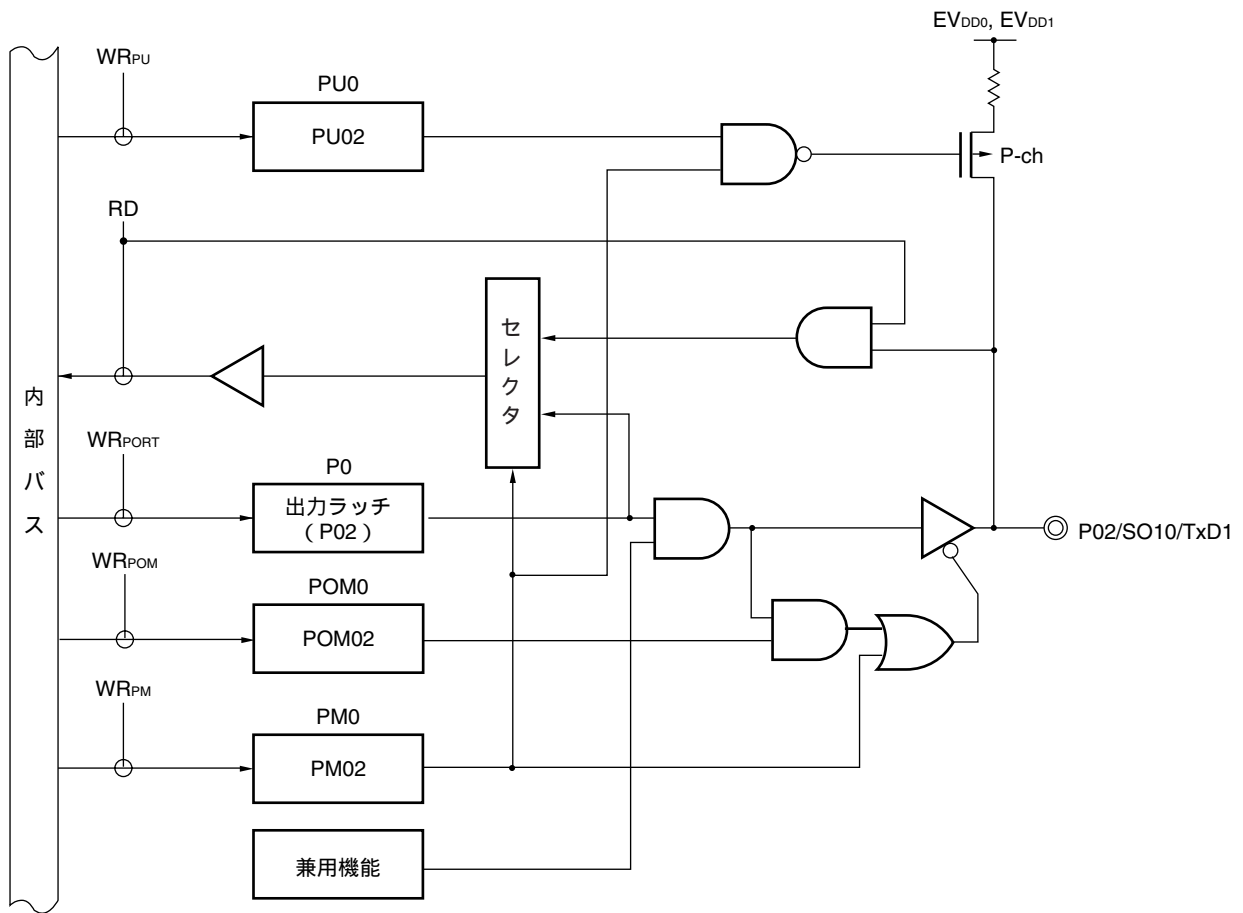 EVDD0, EVDD1
WRPU
PU0
PU02
P-ch
RD
セレクタ
内部バス
WRPORT
P0
出力ラッチ
(P02)
P02/SO10/TxD1
WRPOM
POM0
POM02
WRPM
PM0
PM02
兼用機能